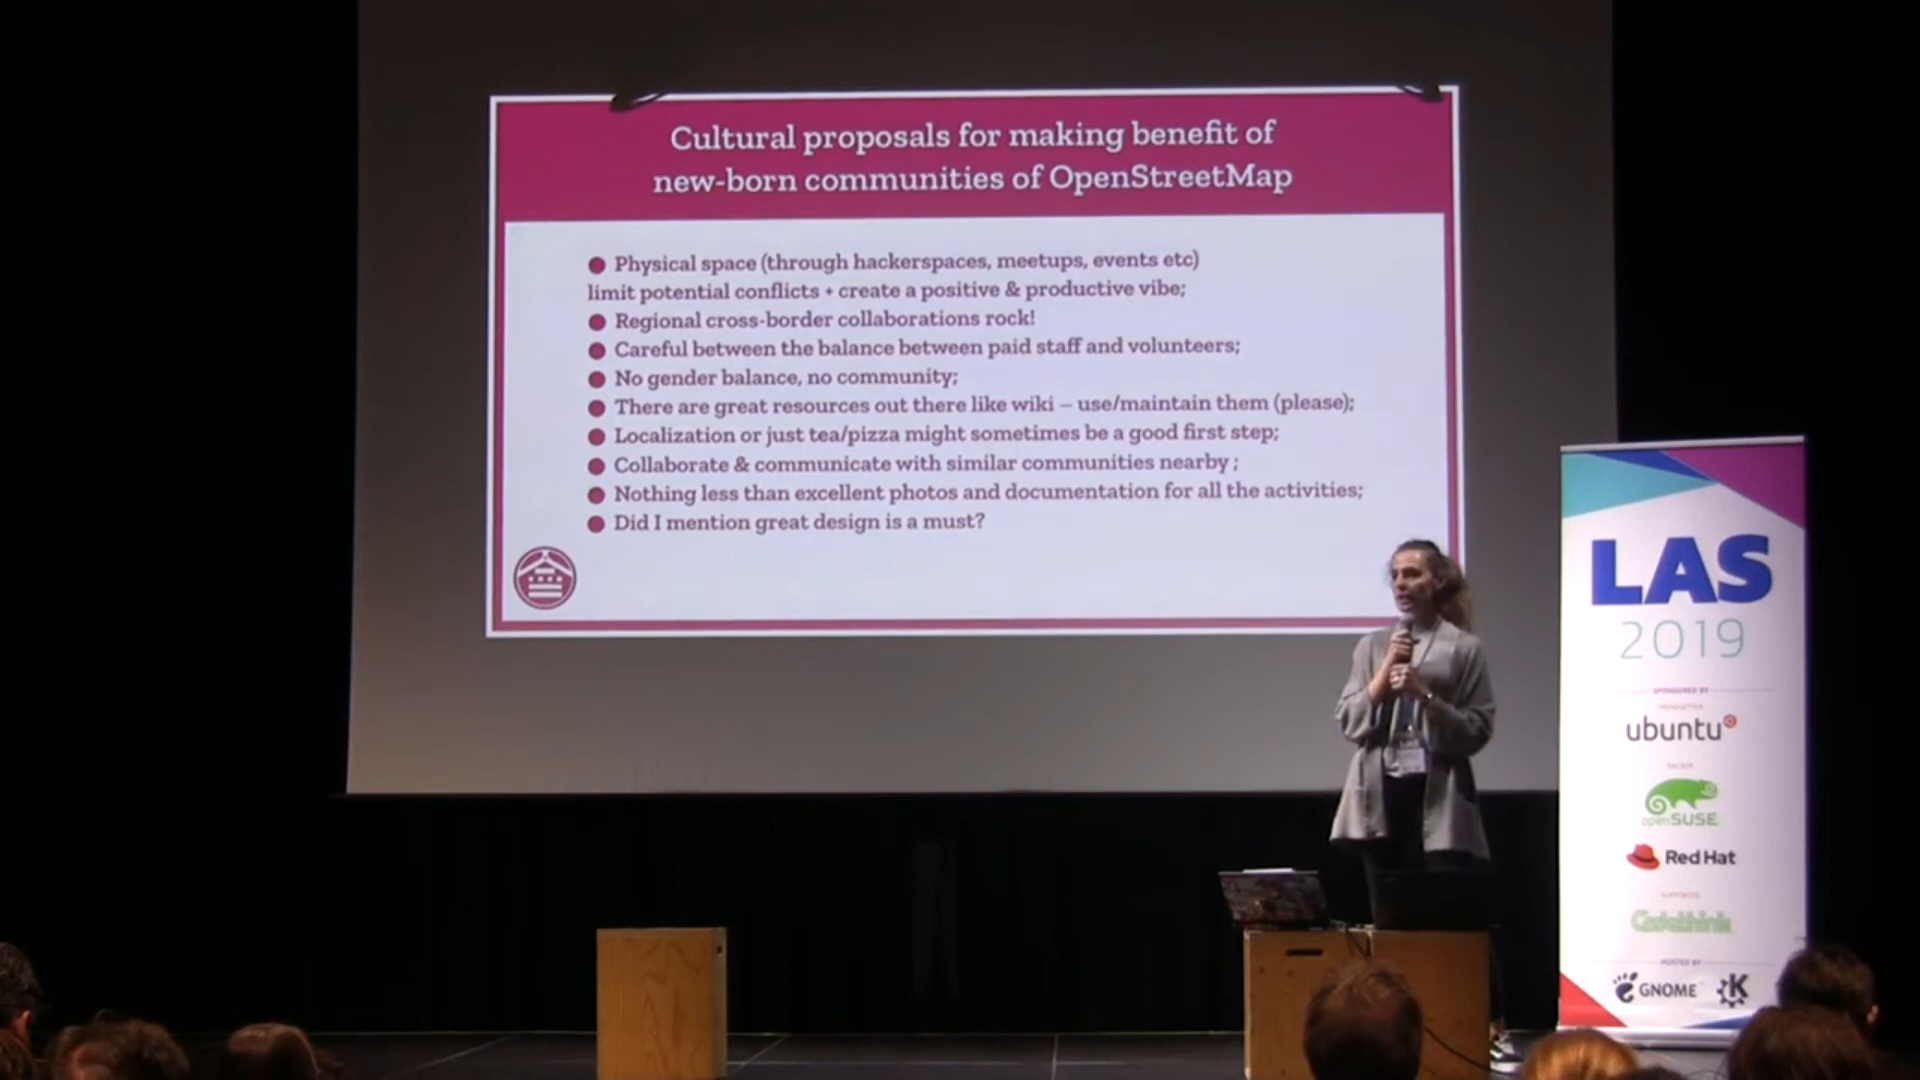 Cultural proposals for making benefit of
new-born communities of OpenStreetMap
● Physical space (through hackerspaces, meetups, events etc)
limit potential conflicts + create a positive & productive vibe;
● Regional cross-border collaborations rock!
● Careful between the balance between paid staff and volunteers;
● No gender balance, no community;
● There are great resources out there like wiki – use/maintain them (please);
● Localization or just tea/pizza might sometimes be a good first step;
● Collaborate & communicate with similar communities nearby ;
● Nothing less than excellent photos and documentation for all the activities;
● Did I mention great design is a must?
LAS
2019
SPONSORED BY
ubuntu
openSUSE
Red Hat
Codethink
HOSTED BY
GNOME
K